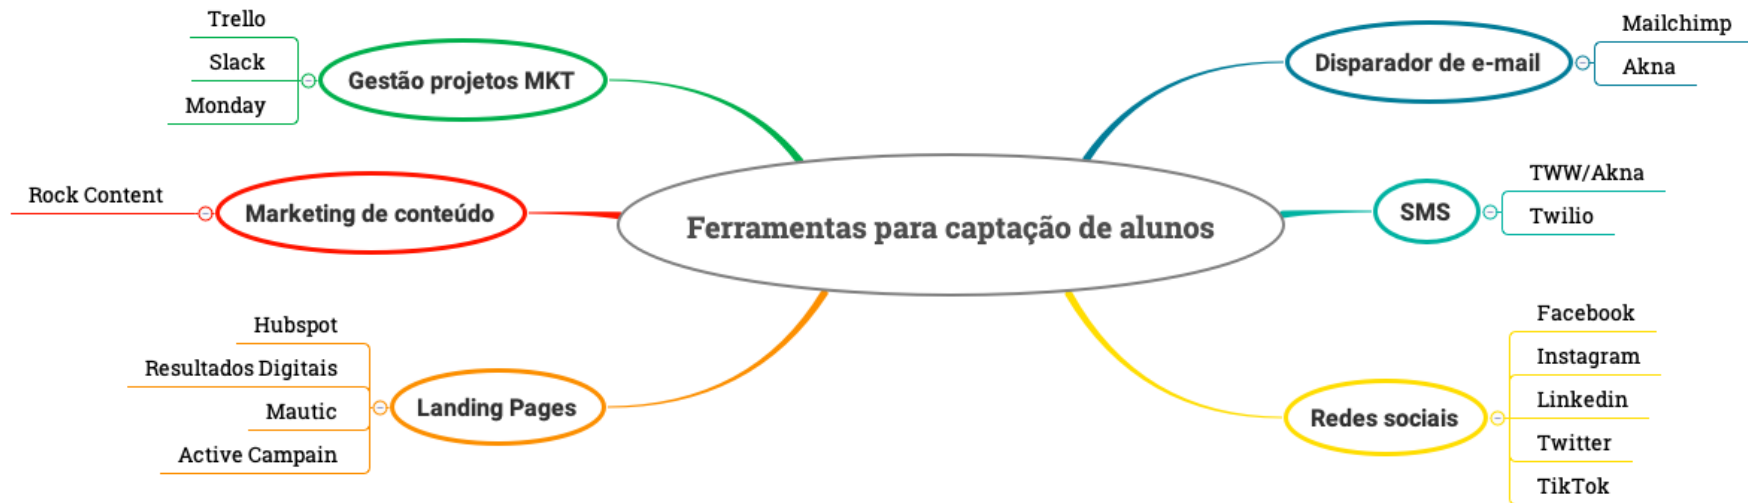 Trello
Slack
Monday
Gestão projetos MKT
Rock Content
Marketing de conteúdo
Hubspot
Resultados Digitais
Mautic
Active Campain
Landing Pages
Ferramentas para captação de alunos
Disparador de e-mail
Mailchimp
Akna
SMS
TWW/Akna
Twilio
Redes sociais
Facebook
Instagram
Linkedin
Twitter
TikTok